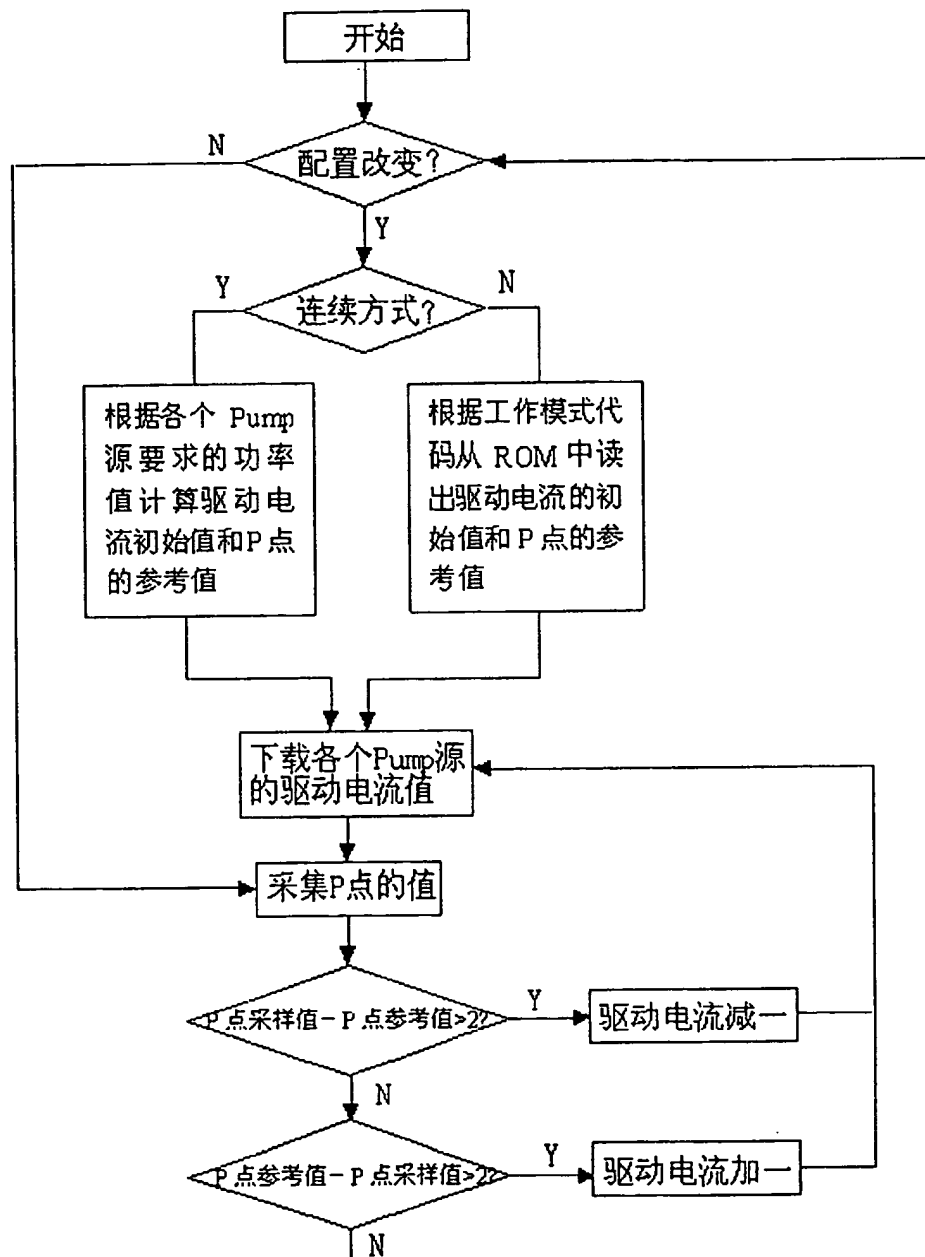 开始
N
配置改变?
Y
Y
连续方式?
N
根据各个 Pump
源要求的功率
值计算驱动电
流初始值和P点
的参考值
根据工作模式代
码从 ROM 中读
出驱动电流的初
始值和 P 点的参
考值
下载各个Pump源
的驱动电流值
采集P点的值
P 点采样值－P 点参考值>2?
Y
驱动电流减一
N
P 点参考值－P 点采样值>2?
Y
驱动电流加一
N